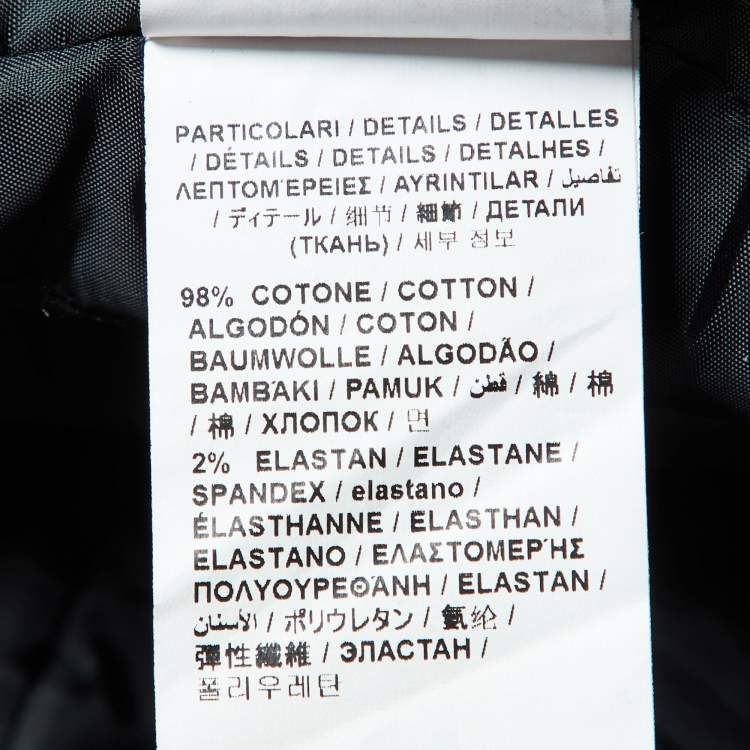 PARTICOLARI / DETAILS / DETALLES
/ DÉTAILS / DETAILS / DETALHES /
ΛΕΠΤΟΜΈΡΕΙΕΣ / AYRINTILAR / تفاصيل
/ ディテール / 细节 / 細節 / ДЕТАЛИ
(ТКАНЬ) / 세부 정보
98% COTONE / COTTON /
ALGODÓN / COTON /
BAUMWOLLE / ALGODÃO /
ΒΑΜΒΆΚΙ / PAMUK / قطن / 綿 / 棉
/ 棉 / ХЛОПОК / 면
2% ELASTAN / ELASTANE /
SPANDEX / elastano /
ÉLASTHANNE / ELASTHAN /
ELASTANO / ΕΛΑΣΤΟΜΕΡΉΣ
ΠΟΛΥΟΥΡΕΘΆΝΗ / ELASTAN /
الأسنان / ポリウレタン / 氨纶 /
彈性纖維 / ЭЛАСТАН /
폴리우레탄